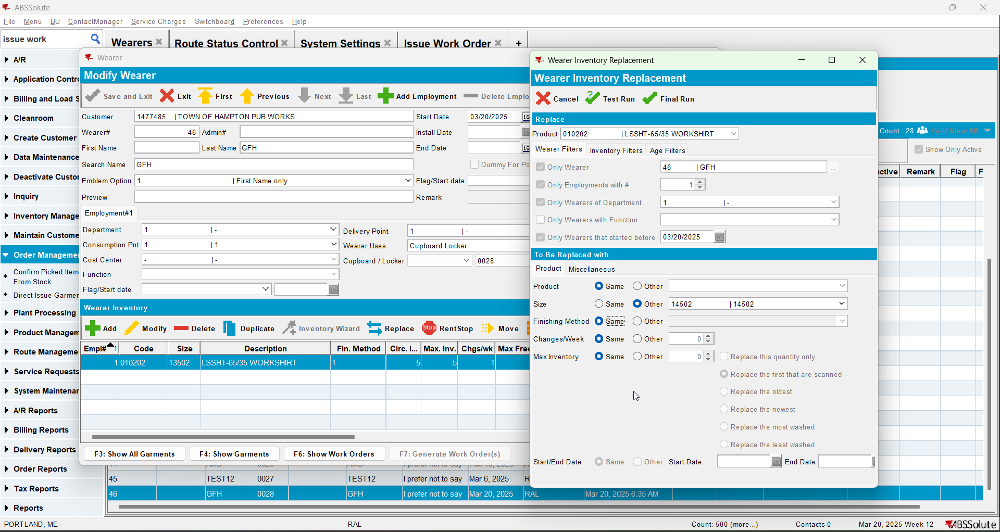 ABSSolute
File Menu BU ContactManager Service Charges Switchboard Preferences Help
issue work
Wearers
Route Status Control
System Settings
Issue Work Order
+
A/R
Application Contro
Billing and Load S
Cleanroom
Create Customer
Data Maintenance
Deactivate Custor
Inquiry
Inventory Manage
Maintain Custome
Order Managemer
Confirm Picked Item
From Stock
Direct Issue Garmer
Plant Processing
Product Managem
Route Managemer
Service Requests
System Maintenar
A/R Reports
Billing Reports
Delivery Reports
Order Reports
Tax Reports
Reports
Wearer
Modify Wearer
Save and Exit Exit First Previous Next Last Add Employment Delete Emplo
Customer 1477485 | TOWN OF HAMPTON PUB.WORKS Start Date 03/20/2025 16
Wearer# 46 Admin# Install Date 16
First Name Last Name GFH End Date 16
Search Name GFH Dummy For Po
Emblem Option 1 | First Name only Flag/Start date
Preview Remark
Employment#1
Department 1 | - Delivery Point 1 | -
Consumption Pnt 1 | 1 Wearer Uses Cupboard Locker
Cost Center - | - Cupboard / Locker 0028
Function
Flag/Start date 16
Wearer Inventory
Add Modify Delete Duplicate Inventory Wizard Replace Stop RentStop Move
Empl# 1 Code Size Description Fin. Method Circ. I... Max. Inv. Chgs/wk Max Free
1 010202 13502 LSSHT-65/35 WORKSHIRT 1 5 5 1
F3: Show All Garments F4: Show Garments F6: Show Work Orders F7: Generate Work Order(s)
45 TEST12 0027 TEST12 I prefer not to say Mar 6, 2025 R
46 GFH 0028 GFH I prefer not to say Mar 20, 2025 RAL Mar 20, 2025 6:35 AM
Wearer Inventory Replacement
Wearer Inventory Replacement
Cancel Test Run Final Run
Replace
Product 010202 | LSSHT-65/35 WORKSHIRT
Wearer Filters Inventory Filters Age Filters
Only Wearer 46 | GFH ...
Only Employments with # 1
Only Wearers of Department 1 | -
Only Wearers with Function
Only Wearers that started before 03/20/2025 16
To Be Replaced with
Product Miscellaneous
Product Same Other
Size Same Other 14502 | 14502
Finishing Method Same Other
Changes/Week Same Other 0
Max Inventory Same Other 0 Replace this quantity only
Replace the first that are scanned
Replace the oldest
Replace the newest
Replace the most washed
Replace the least washed
Start/End Date Same Other Start Date 16 End Date
Count : 28 Grid View All
Show Only Active
active Remark Flag F
PORTLAND, ME - - RAL Count: 500 (more...) Contacts 0 Mar 20, 2025 Week 12 ABSSolute